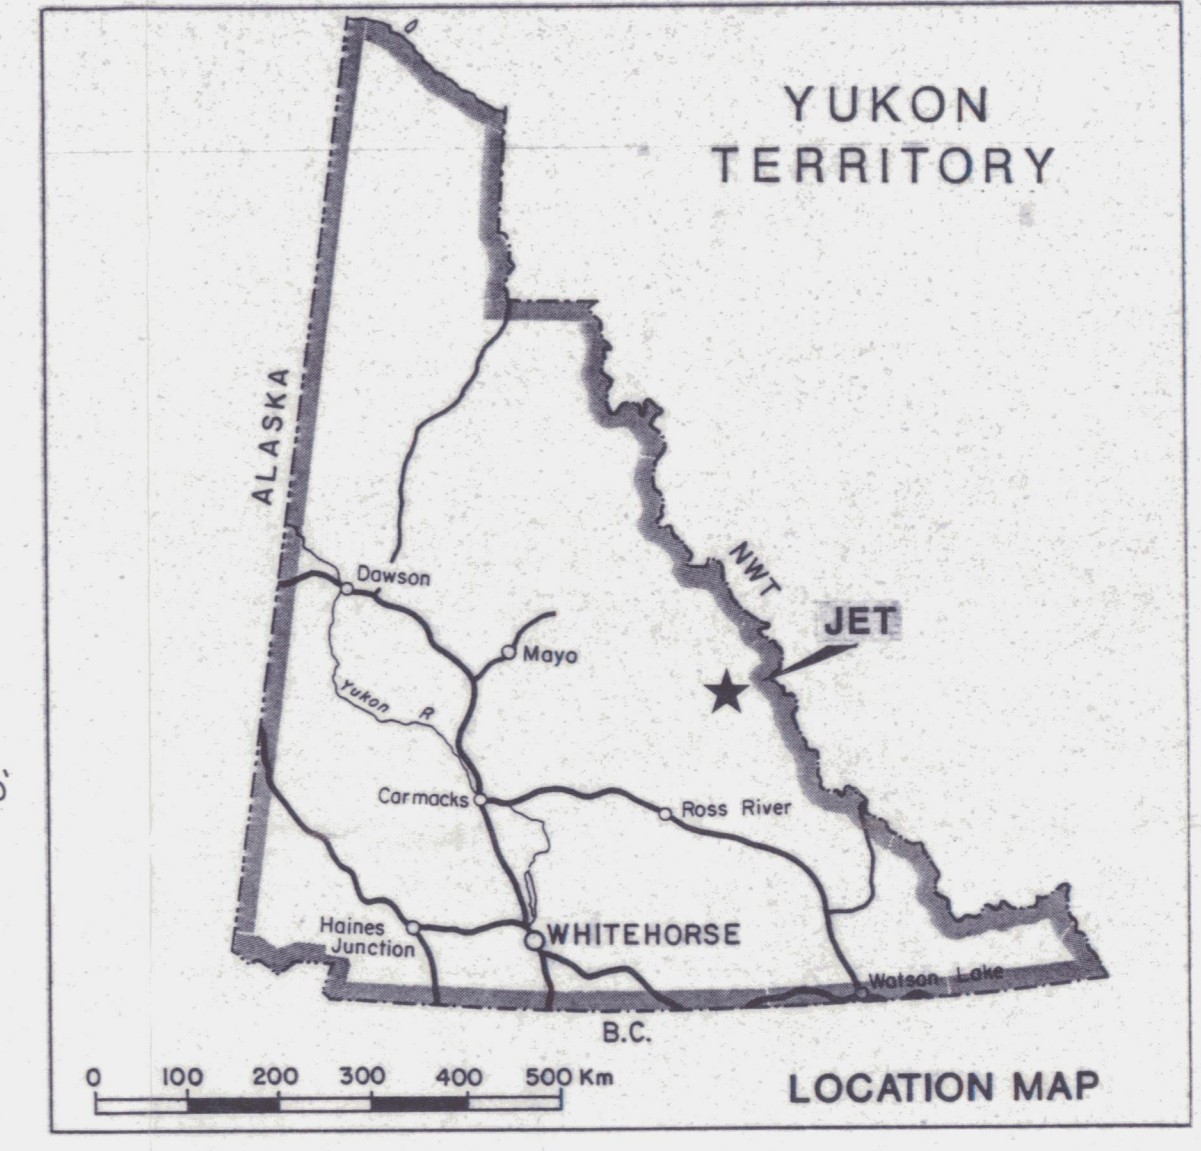 YUKON
TERRITORY
ALASKA
NWT
Dawson
JET
Mayo
Yukon R
Carmacks
Ross River
Haines
Junction
WHITEHORSE
Watson Lake
B.C.
0 100 200 300 400 500 Km
LOCATION MAP